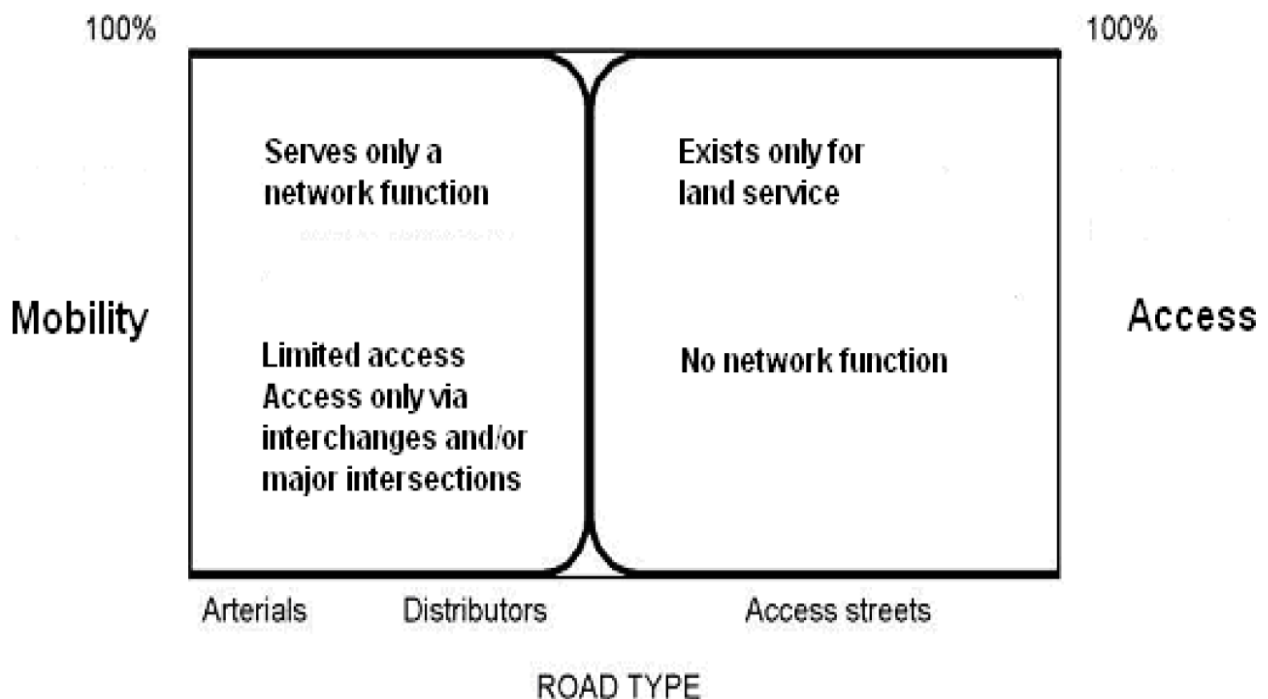 100%
100%
Serves only a
network function
Exists only for
land service
Mobility
Access
Limited access
Access only via
interchanges and/or
major intersections
No network function
Arterials
Distributors
Access streets
ROAD TYPE